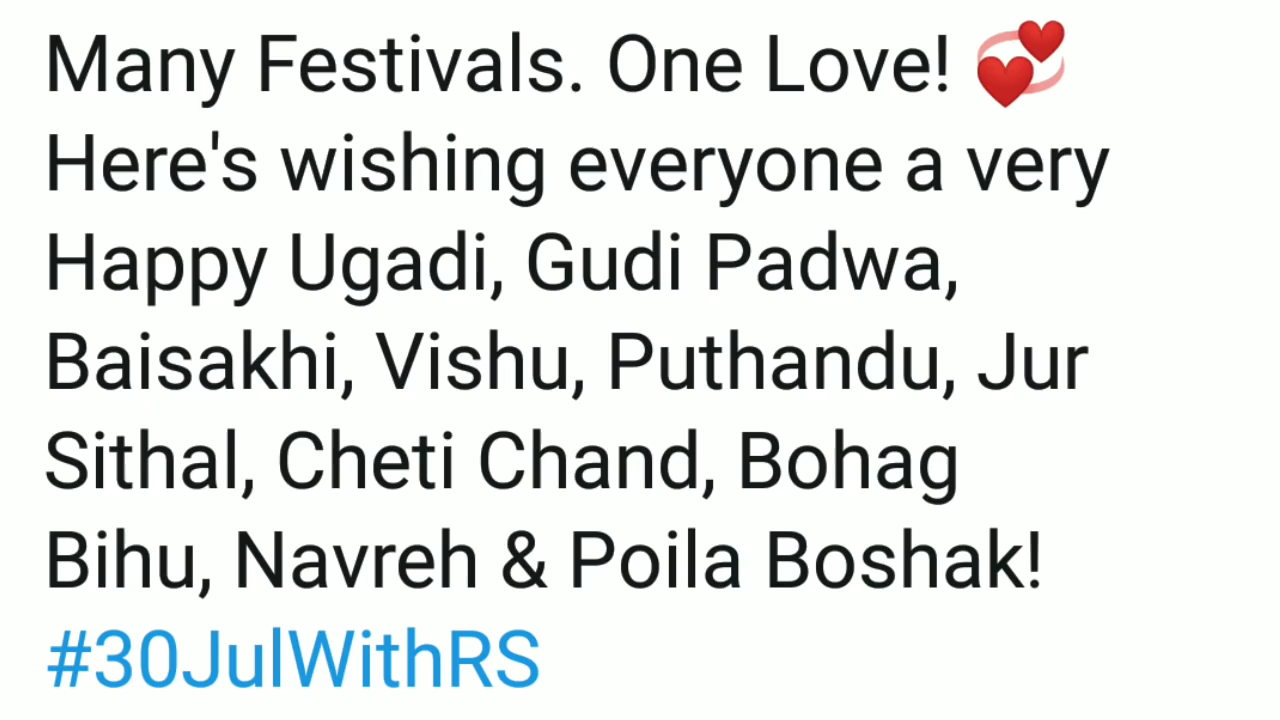 Many Festivals. One Love! 💞
Here's wishing everyone a very
Happy Ugadi, Gudi Padwa,
Baisakhi, Vishu, Puthandu, Jur
Sithal, Cheti Chand, Bohag
Bihu, Navreh & Poila Boshak!
#30JulWithRS